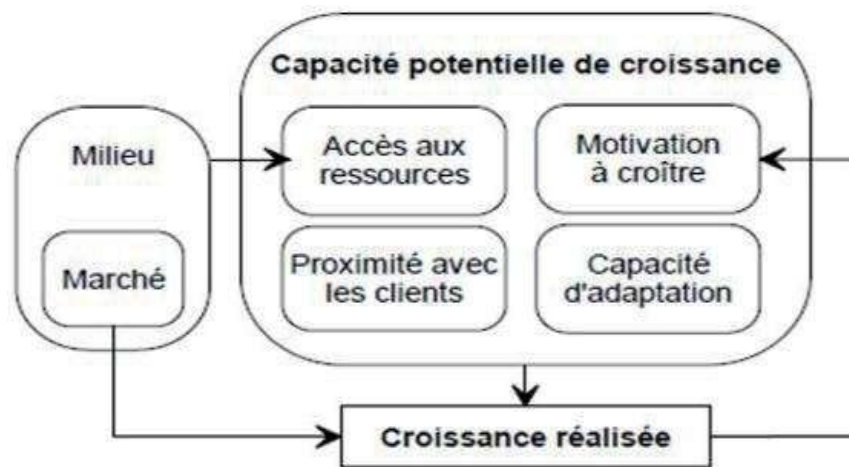 Capacité potentielle de croissance
Milieu
Marché
Accès aux
ressources
Motivation
à croître
Proximité avec
les clients
Capacité
d'adaptation
Croissance réalisée